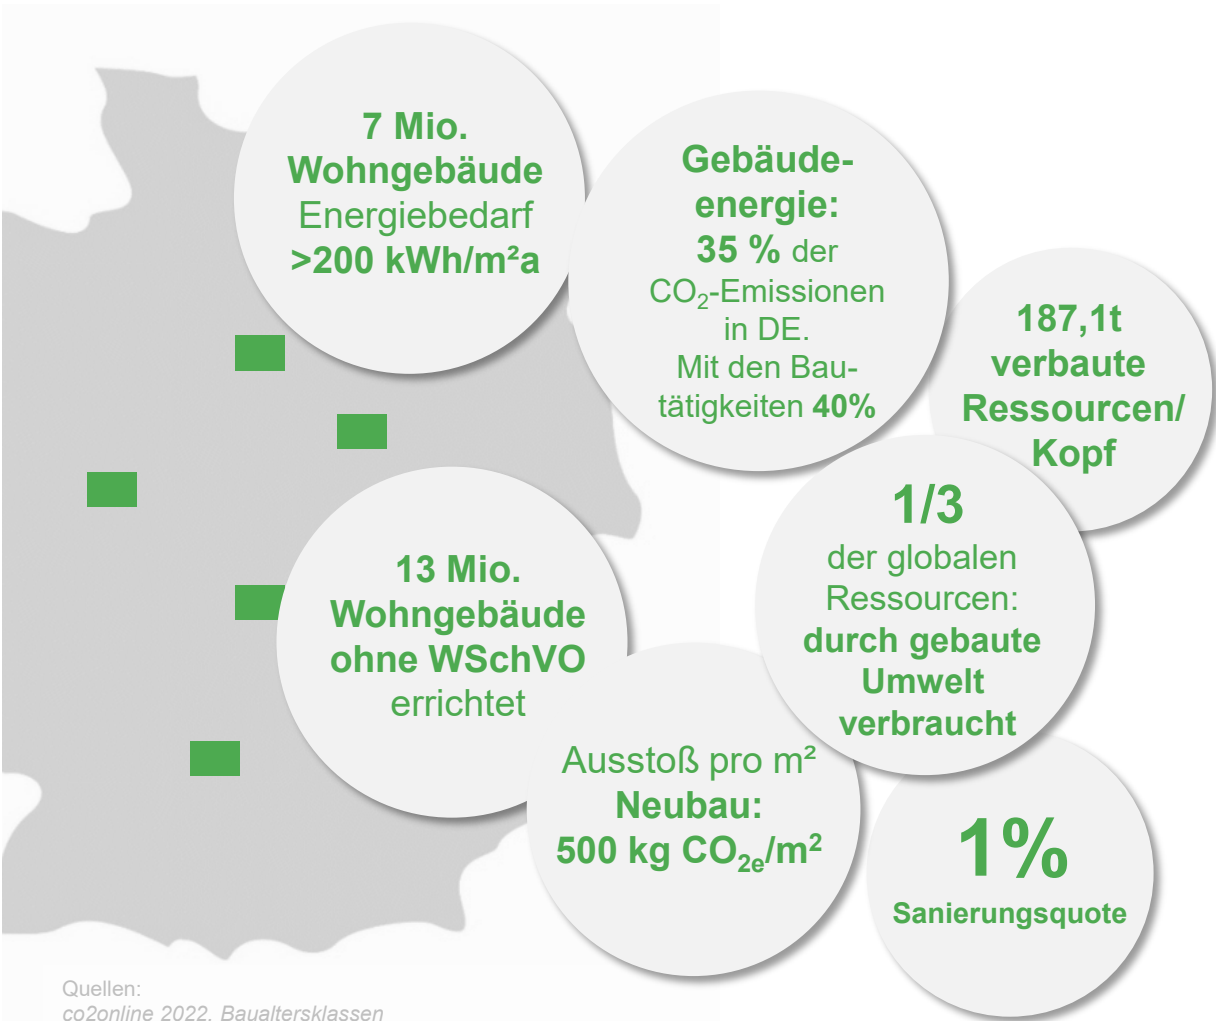 7 Mio.
Wohngebäude
Energiebedarf
>200 kWh/m²a
Gebäude-
energie:
35 % der
CO₂-Emissionen
in DE.
Mit den Bau-
tätigkeiten 40%
187,1t
verbaute
Ressourcen/
Kopf
1/3
der globalen
Ressourcen:
durch gebaute
Umwelt
verbraucht
13 Mio.
Wohngebäude
ohne WSchVO
errichtet
Ausstoß pro m²
Neubau:
500 kg CO₂ₑ/m²
1%
Sanierungsquote
Quellen:
co2online 2022, Baualtersklassen